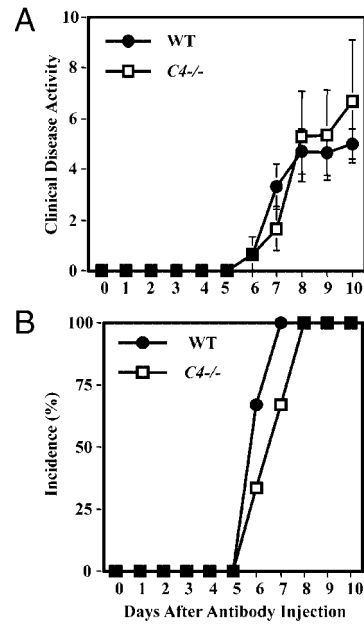 A
Clinical Disease Activity
10
8
6
4
2
0
WT
C4-/-
0 1 2 3 4 5 6 7 8 9 10
B
Incidence (%)
100
75
50
25
0
WT
C4-/-
0 1 2 3 4 5 6 7 8 9 10
Days After Antibody Injection